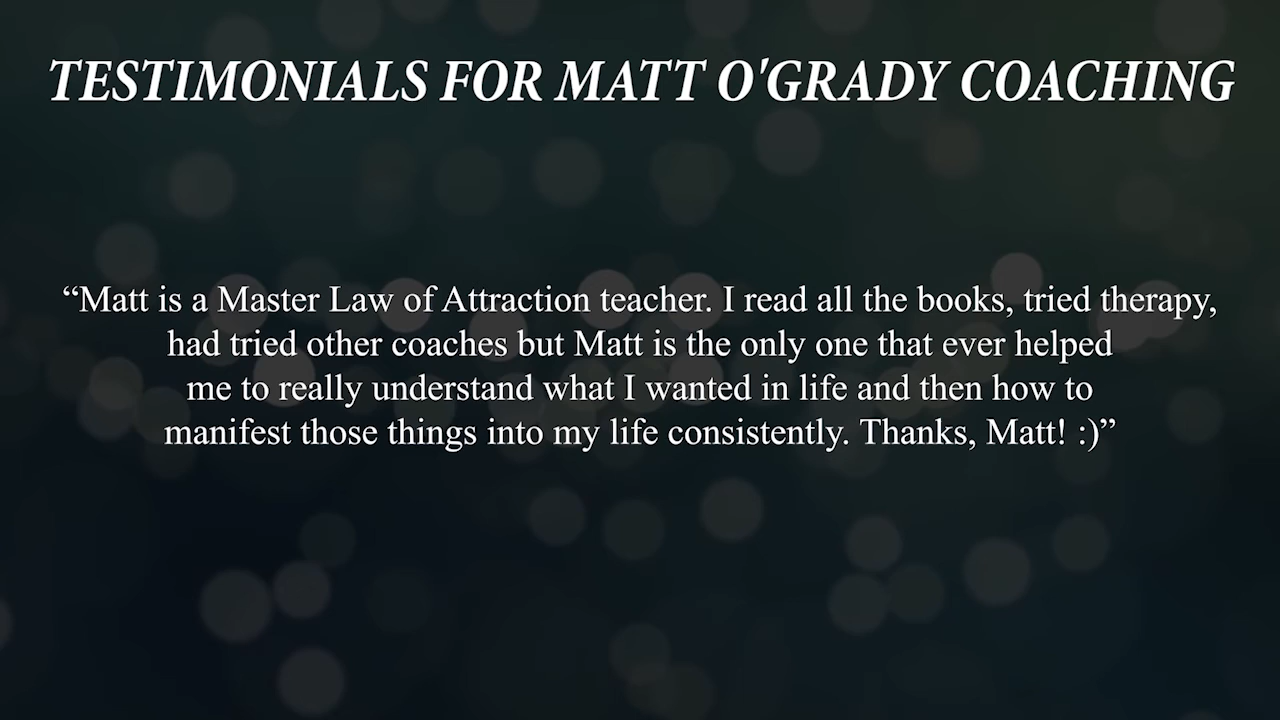 TESTIMONIALS FOR MATT O'GRADY COACHING
“Matt is a Master Law of Attraction teacher. I read all the books, tried therapy,
had tried other coaches but Matt is the only one that ever helped
me to really understand what I wanted in life and then how to
manifest those things into my life consistently. Thanks, Matt! :)”